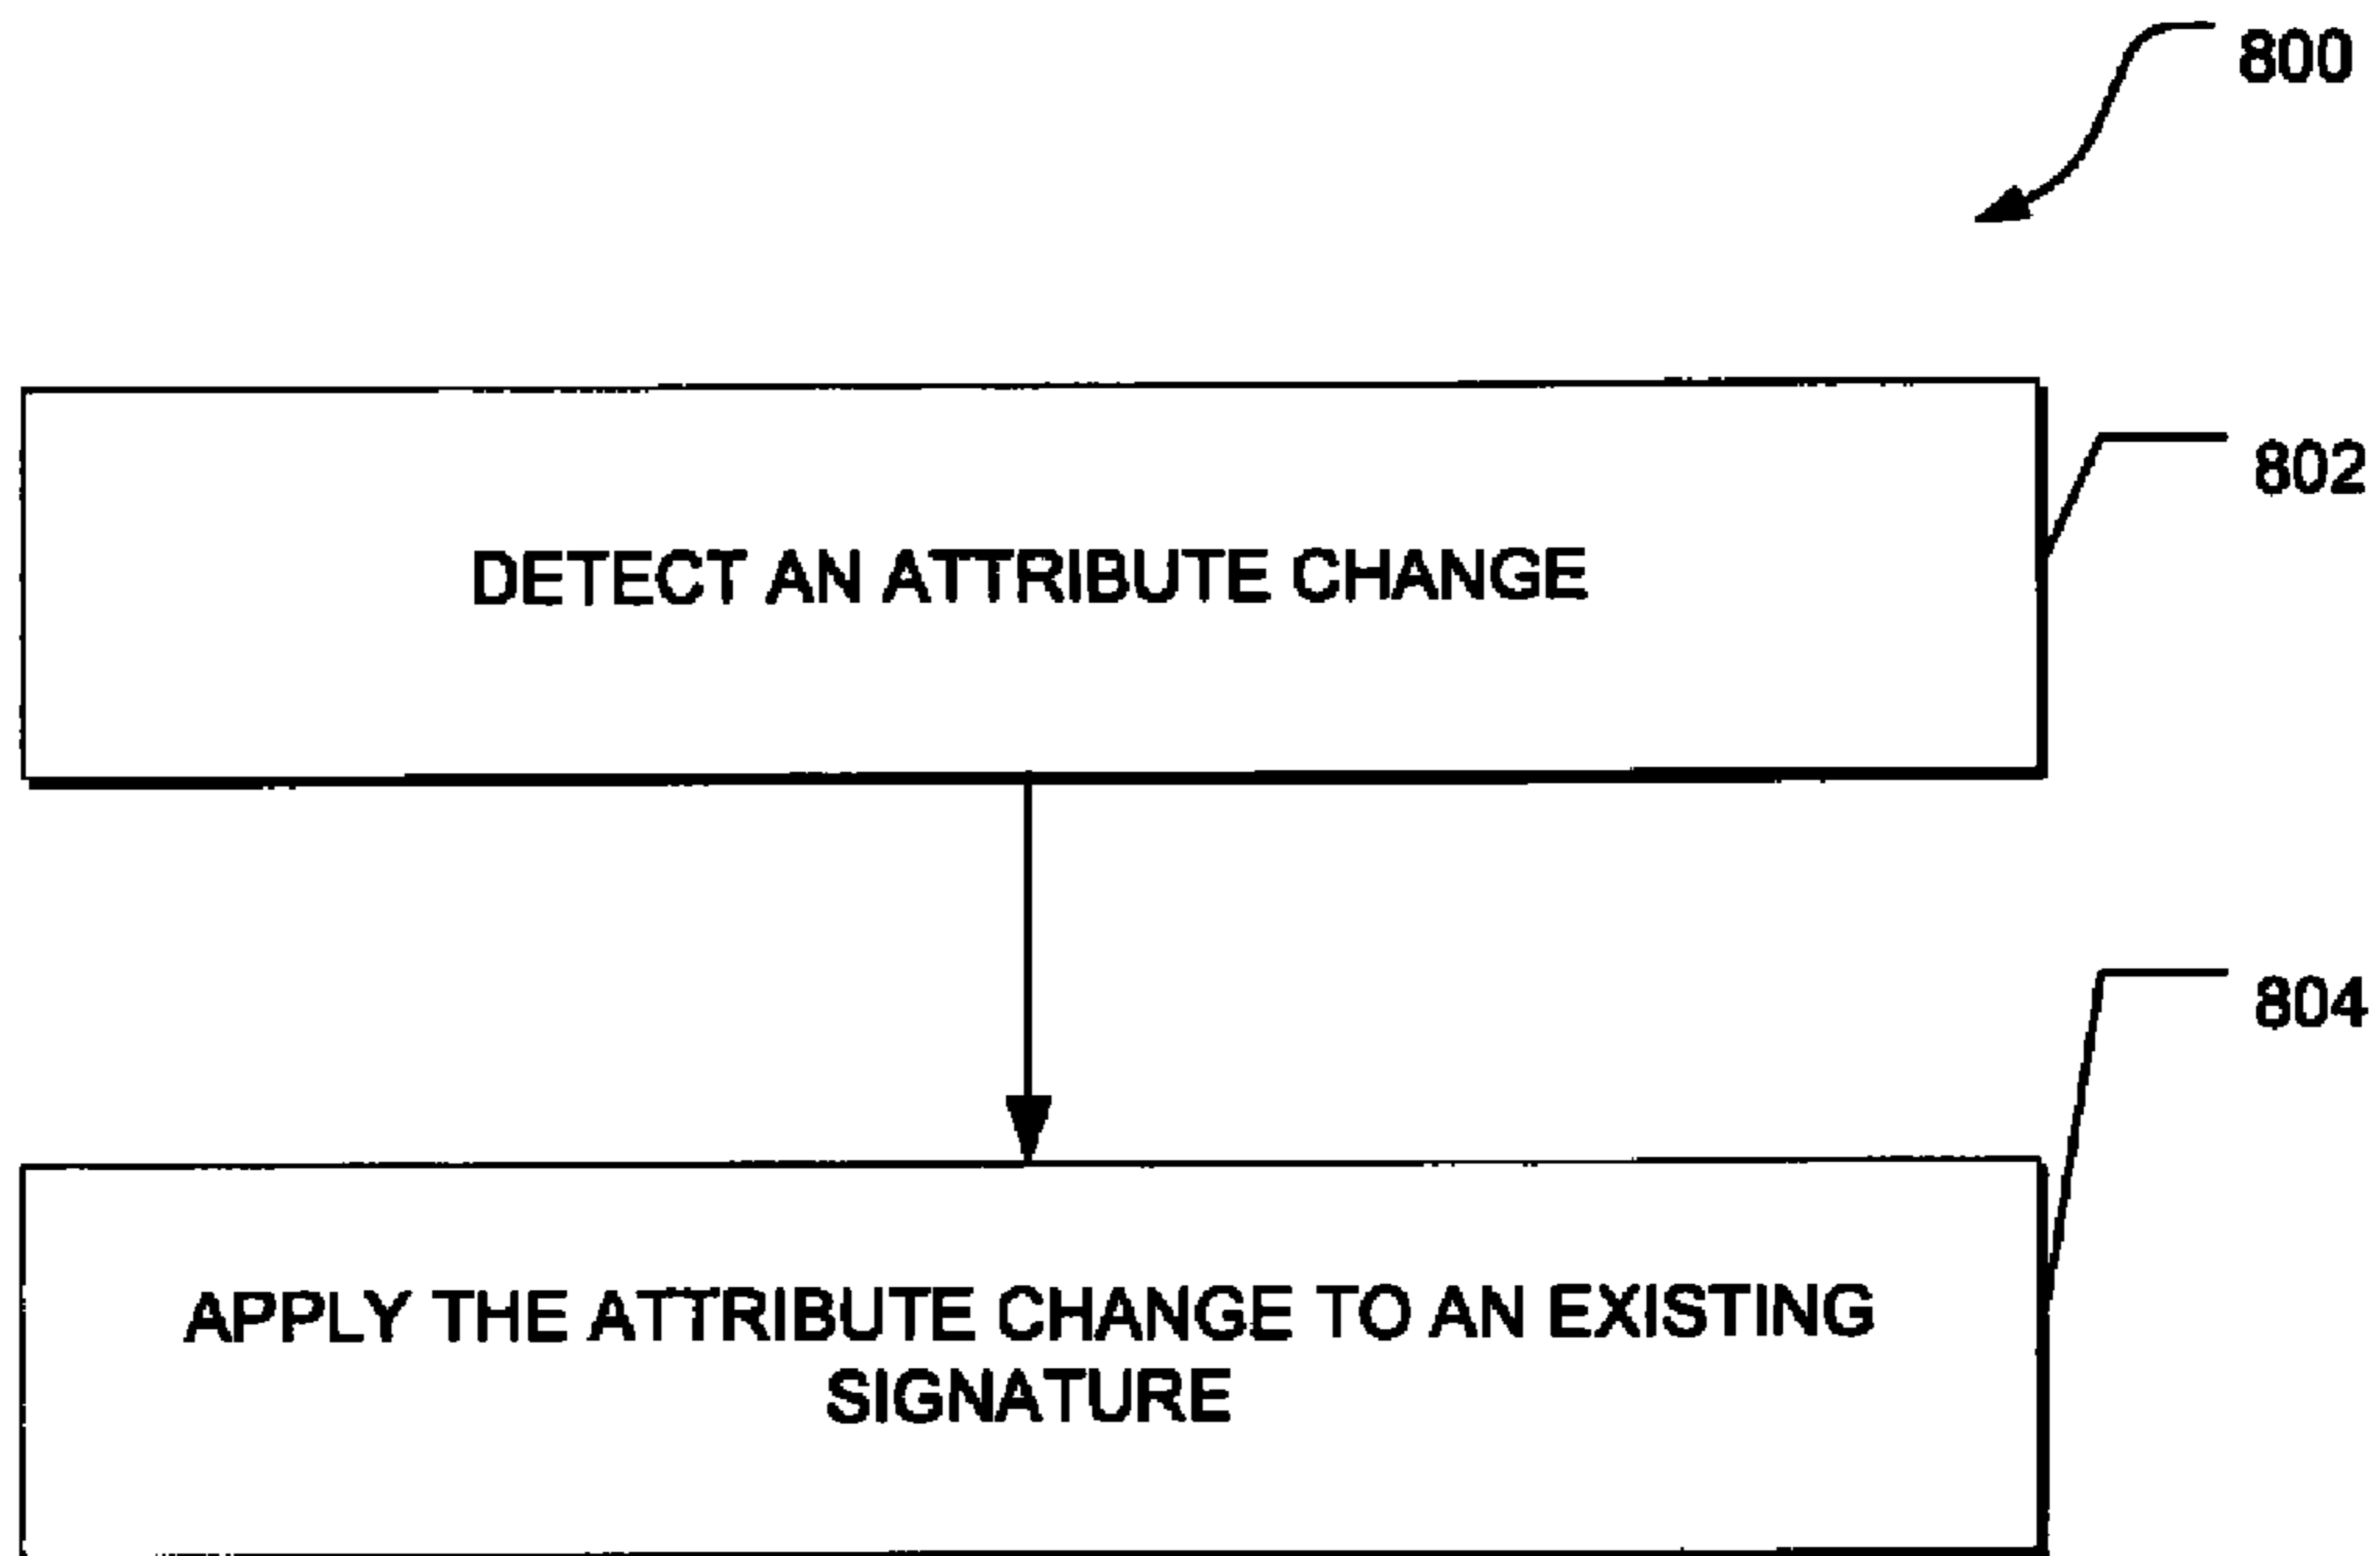 800
802
DETECT AN ATTRIBUTE CHANGE
804
APPLY THE ATTRIBUTE CHANGE TO AN EXISTING
SIGNATURE